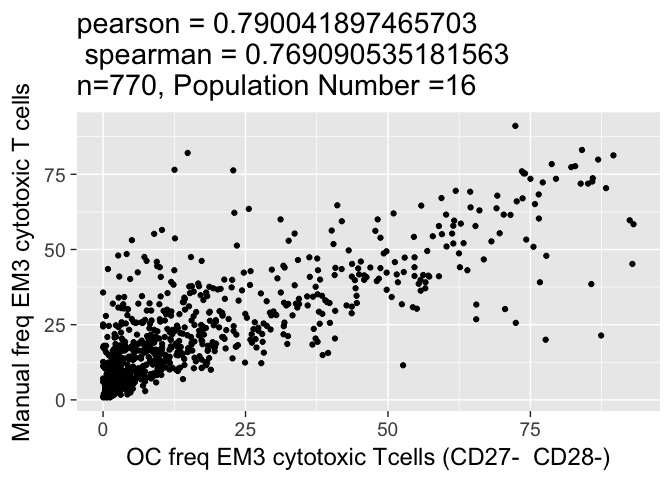 pearson = 0.790041897465703
spearman = 0.769090535181563
n=770, Population Number =16
Manual freq EM3 cytotoxic T cells
75
50
25
0
0
25
50
75
OC freq EM3 cytotoxic Tcells (CD27-  CD28-)